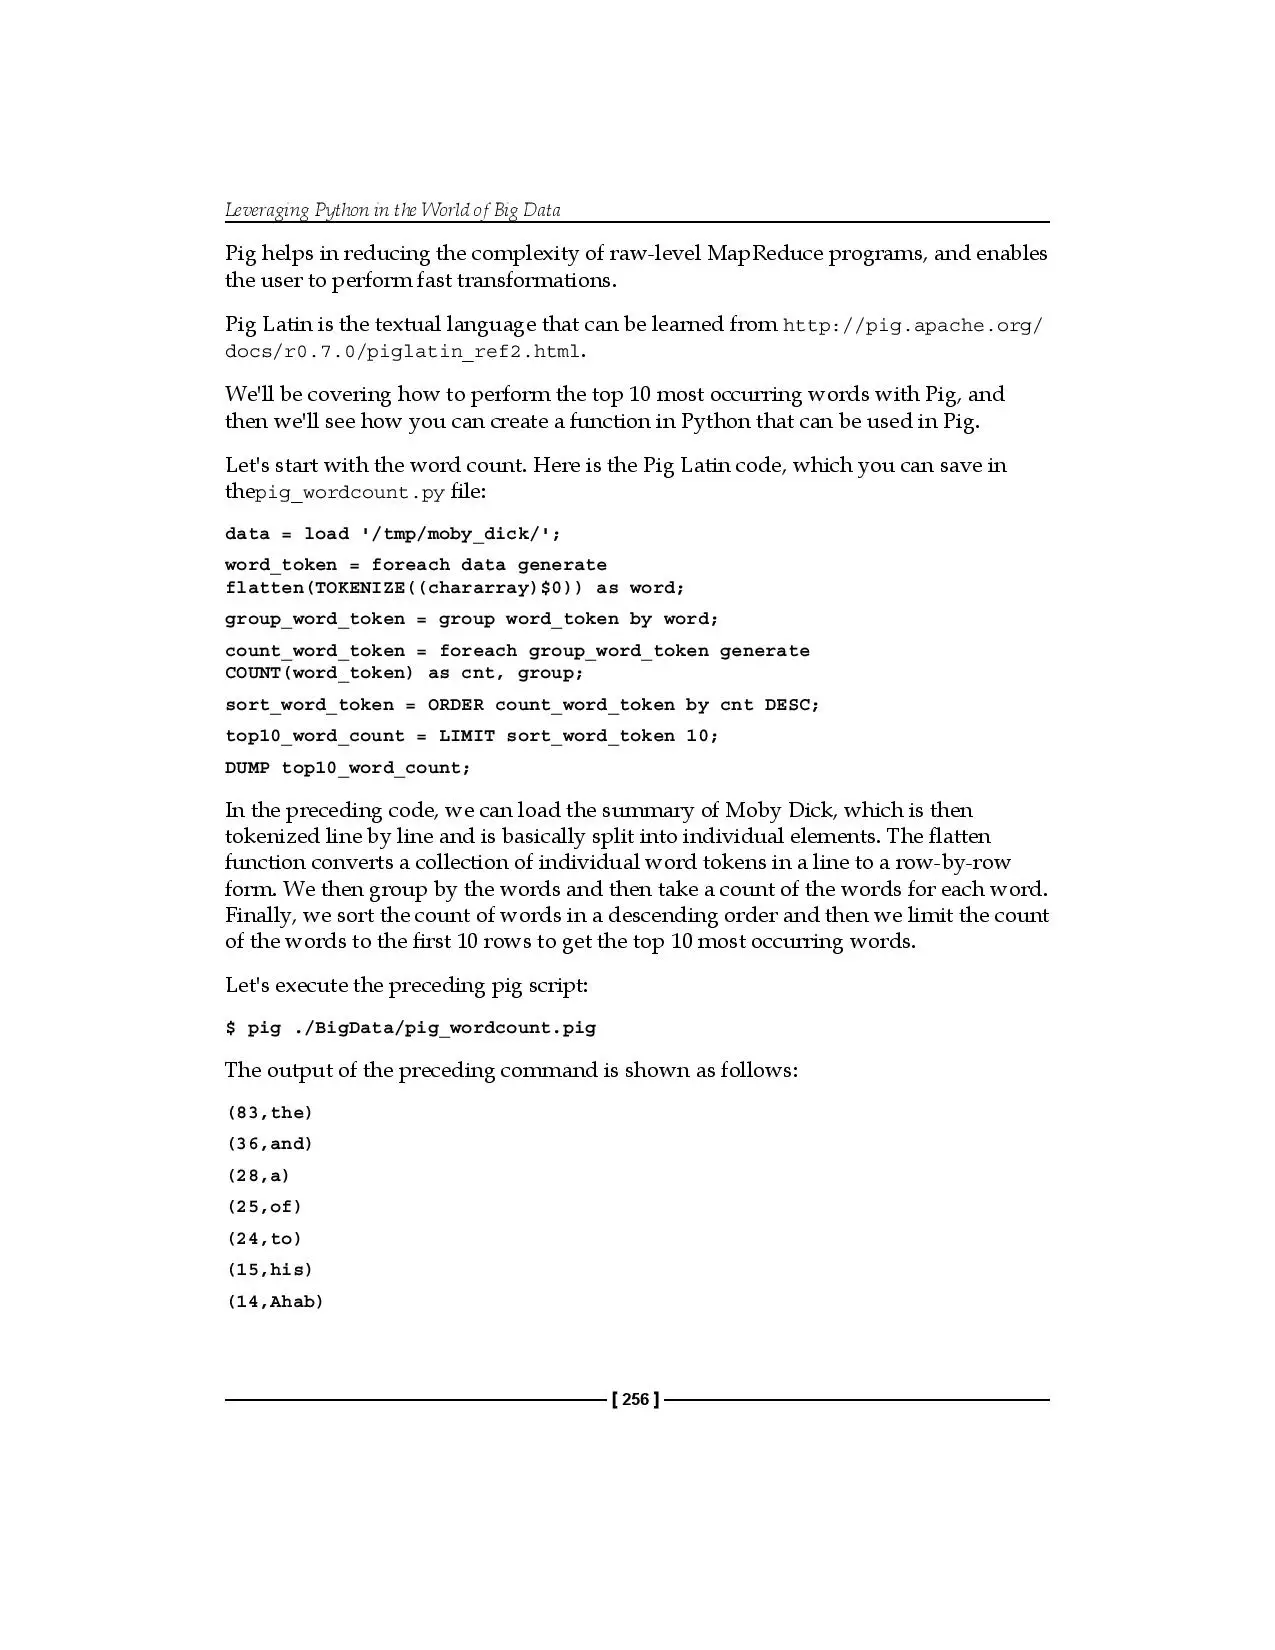 Leveraging Python in the World of Big Data
Pig helps in reducing the complexity of raw-level MapReduce programs, and enables
the user to perform fast transformations.
Pig Latin is the textual language that can be learned from http://pig.apache.org/
docs/r0.7.0/piglatin_ref2.html.
We'll be covering how to perform the top 10 most occurring words with Pig, and
then we'll see how you can create a function in Python that can be used in Pig.
Let's start with the word count. Here is the Pig Latin code, which you can save in
thepig_wordcount.py file:
data = load '/tmp/moby_dick/';
word_token = foreach data generate
flatten(TOKENIZE((chararray)$0)) as word;
group_word_token = group word_token by word;
count_word_token = foreach group_word_token generate
COUNT(word_token) as cnt, group;
sort_word_token = ORDER count_word_token by cnt DESC;
top10_word_count = LIMIT sort_word_token 10;
DUMP top10_word_count;
In the preceding code, we can load the summary of Moby Dick, which is then
tokenized line by line and is basically split into individual elements. The flatten
function converts a collection of individual word tokens in a line to a row-by-row
form. We then group by the words and then take a count of the words for each word.
Finally, we sort the count of words in a descending order and then we limit the count
of the words to the first 10 rows to get the top 10 most occurring words.
Let's execute the preceding pig script:
$ pig ./BigData/pig_wordcount.pig
The output of the preceding command is shown as follows:
(83,the)
(36,and)
(28,a)
(25,of)
(24,to)
(15,his)
(14,Ahab)
[ 256 ]